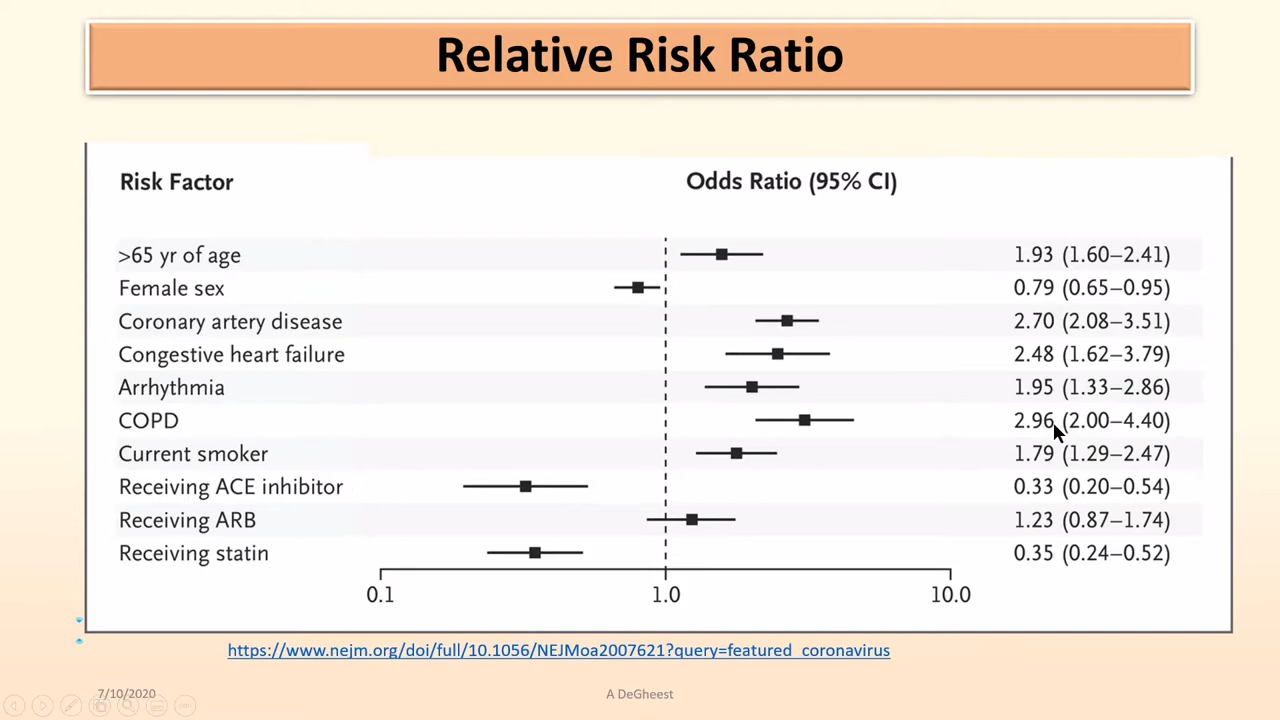 Relative Risk Ratio
Risk Factor Odds Ratio (95% CI)
>65 yr of age 1.93 (1.60–2.41)
Female sex 0.79 (0.65–0.95)
Coronary artery disease 2.70 (2.08–3.51)
Congestive heart failure 2.48 (1.62–3.79)
Arrhythmia 1.95 (1.33–2.86)
COPD 2.96 (2.00–4.40)
Current smoker 1.79 (1.29–2.47)
Receiving ACE inhibitor 0.33 (0.20–0.54)
Receiving ARB 1.23 (0.87–1.74)
Receiving statin 0.35 (0.24–0.52)
0.1 1.0 10.0
https://www.nejm.org/doi/full/10.1056/NEJMoa2007621?query=featured_coronavirus
7/10/2020 A DeGheest